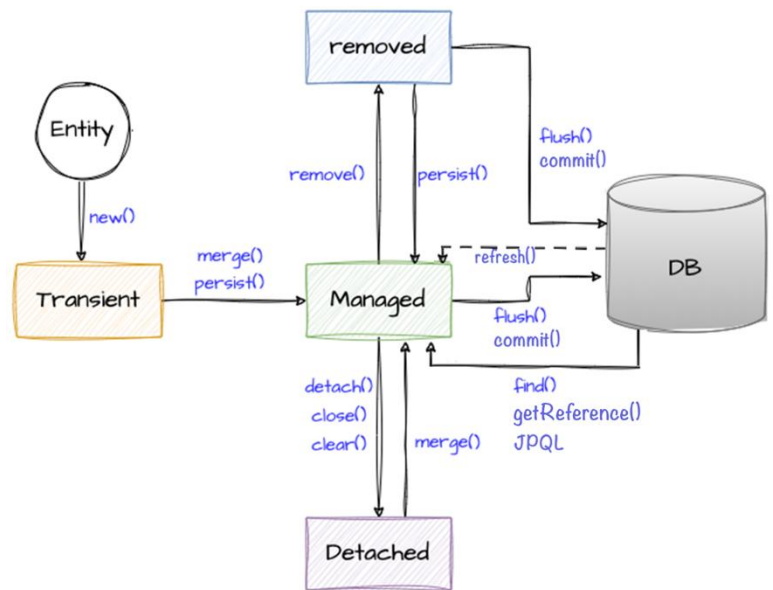 removed
Entity
flush()
commit()
remove()
persist()
new()
merge()
persist()
refresh()
DB
Transient
Managed
flush()
commit()
detach()
close()
clear()
find()
getReference()
JPQL
merge()
Detached